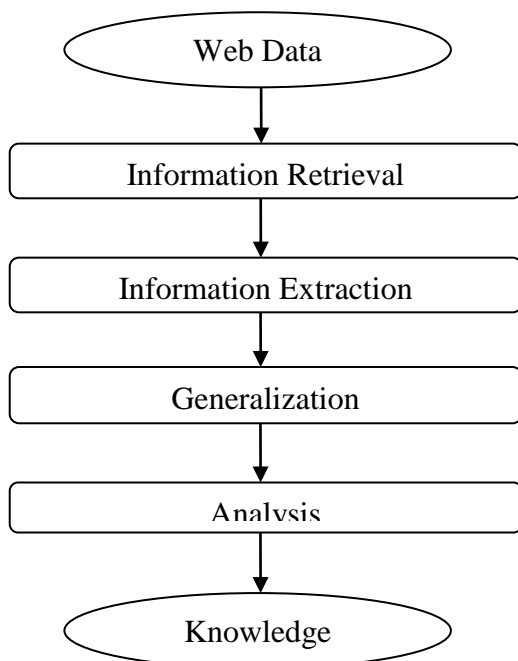 Web Data
Information Retrieval
Information Extraction
Generalization
Analysis
Knowledge